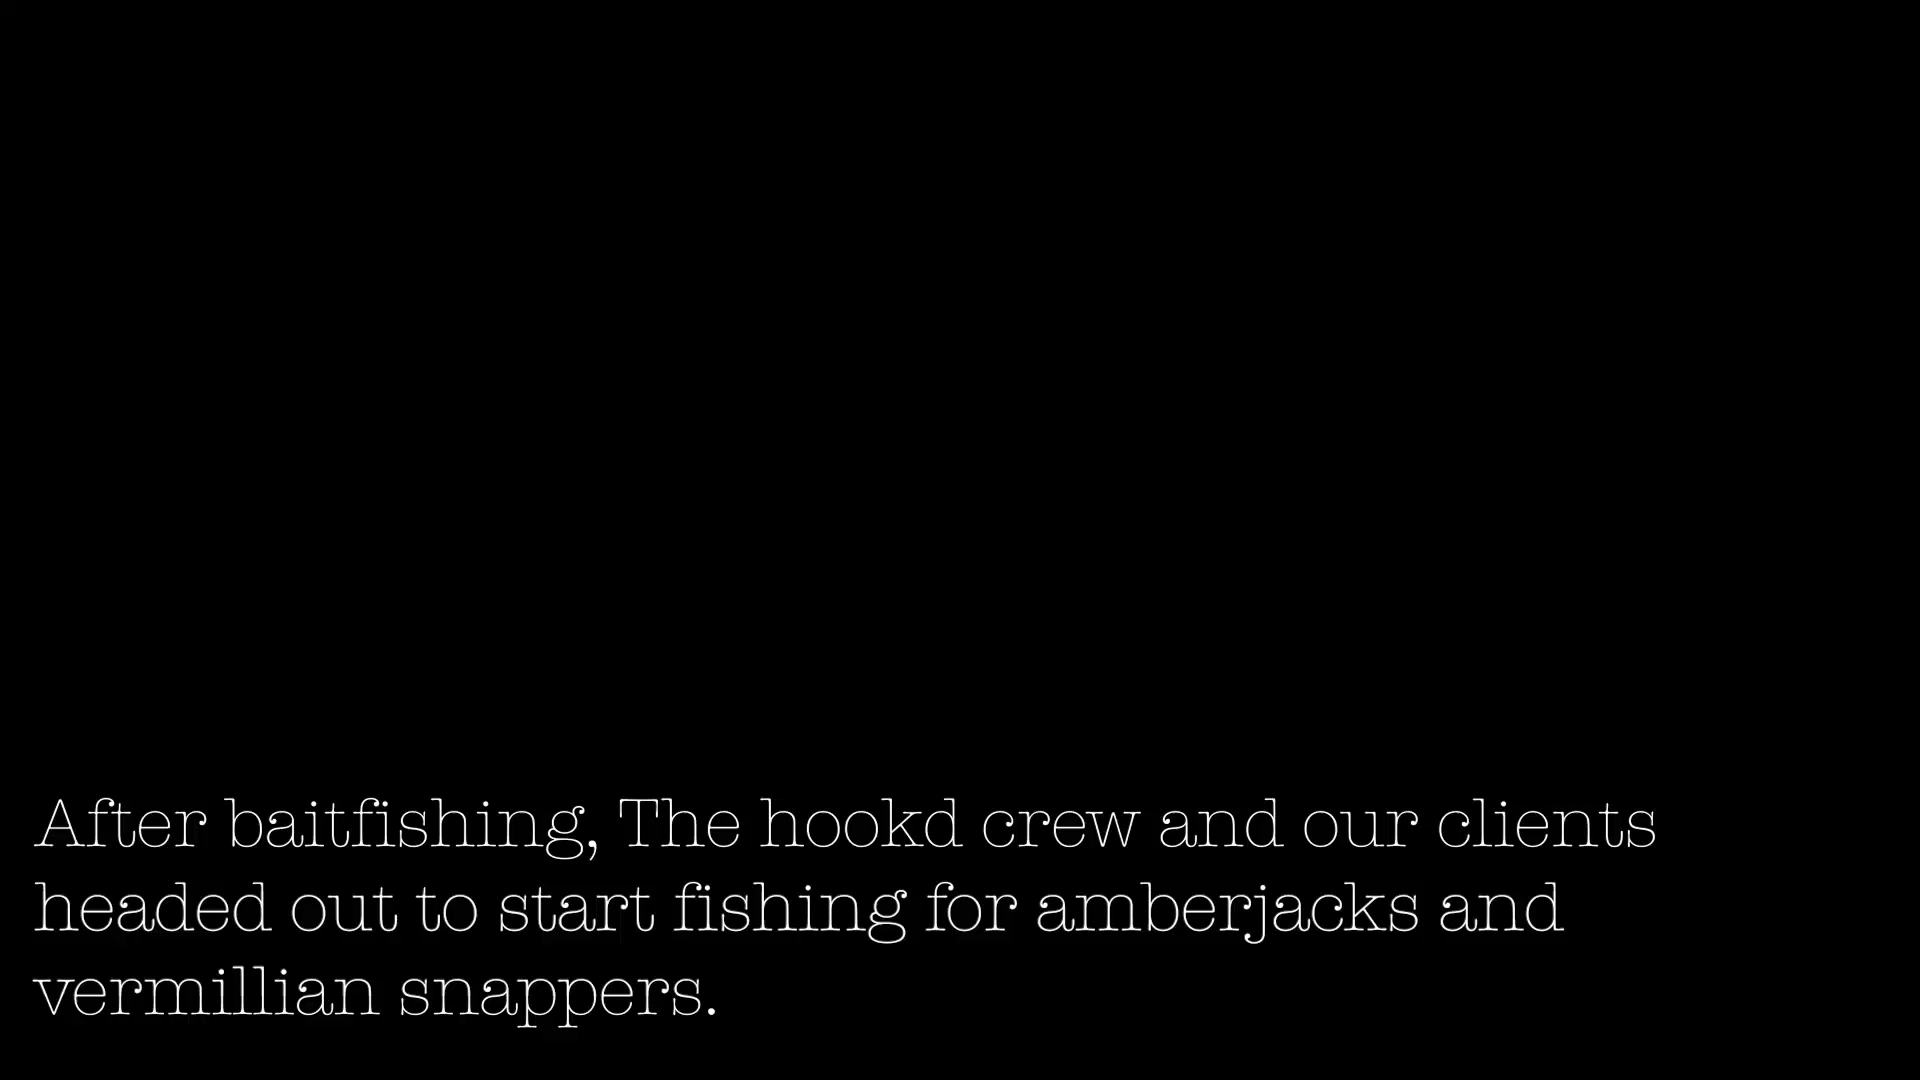 After baitfishing, The hookd crew and our clients
headed out to start fishing for amberjacks and
vermillian snappers.